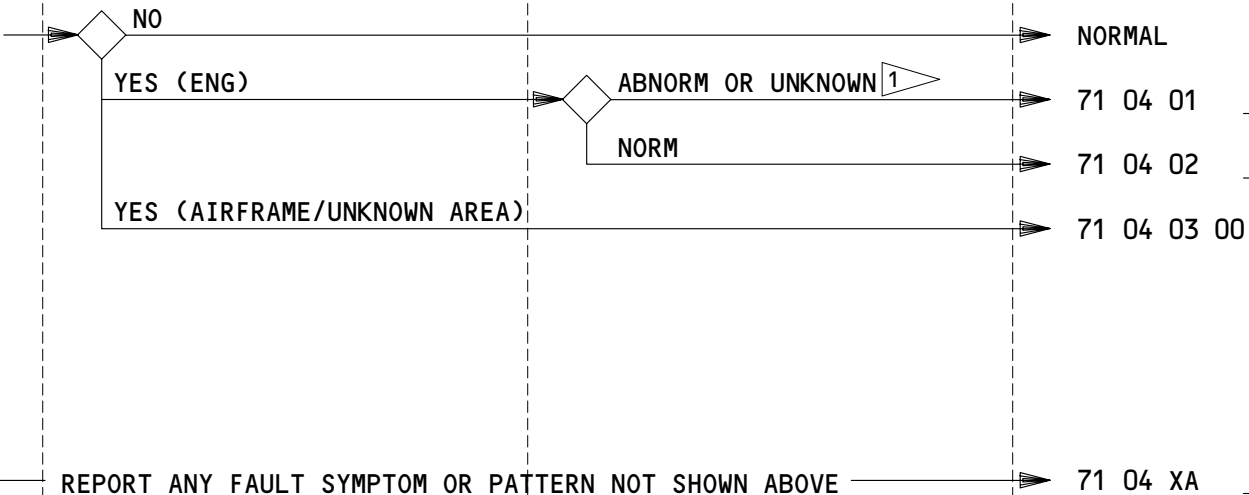 NO
NORMAL
YES (ENG)
ABNORM OR UNKNOWN 1
71 04 01
NORM
71 04 02
YES (AIRFRAME/UNKNOWN AREA)
71 04 03 00
REPORT ANY FAULT SYMPTOM OR PATTERN NOT SHOWN ABOVE
71 04 XA